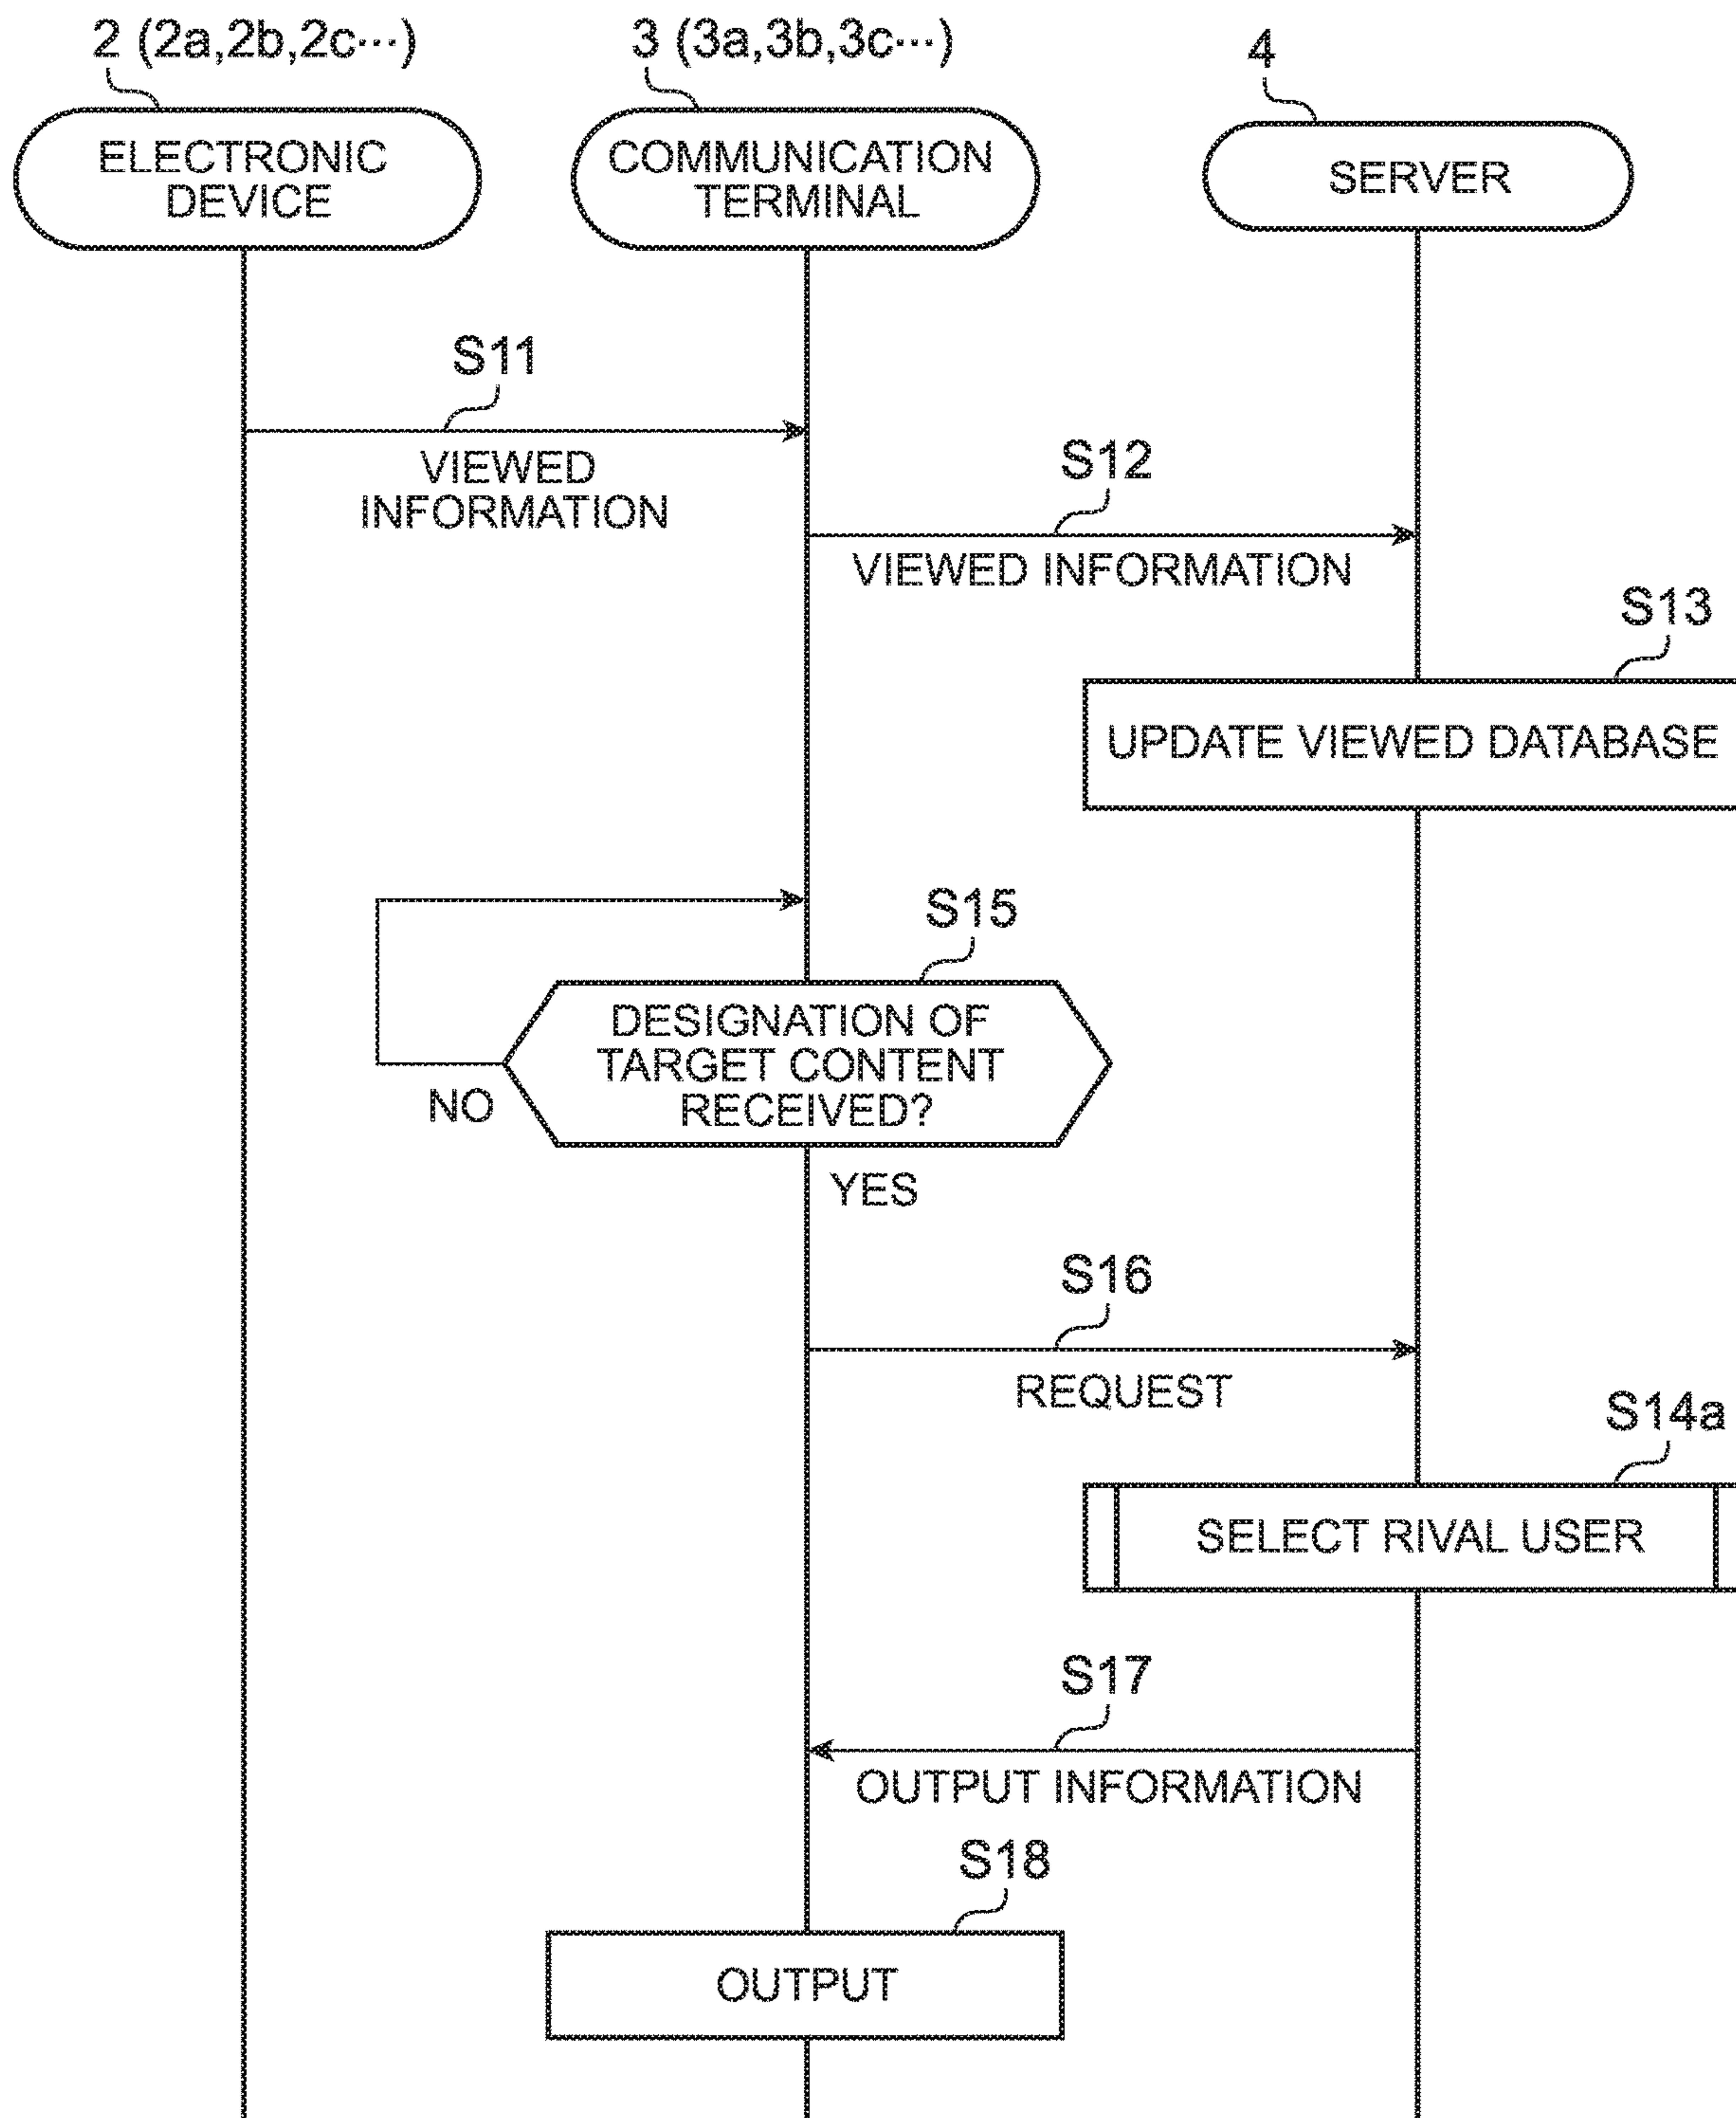 2 (2a,2b,2c···)
3 (3a,3b,3c···)
4
ELECTRONIC
DEVICE
COMMUNICATION
TERMINAL
SERVER
S11
VIEWED
INFORMATION
S12
VIEWED INFORMATION
S13
UPDATE VIEWED DATABASE
S15
DESIGNATION OF
TARGET CONTENT
RECEIVED?
NO
YES
S16
REQUEST
S14a
SELECT RIVAL USER
S17
OUTPUT INFORMATION
S18
OUTPUT